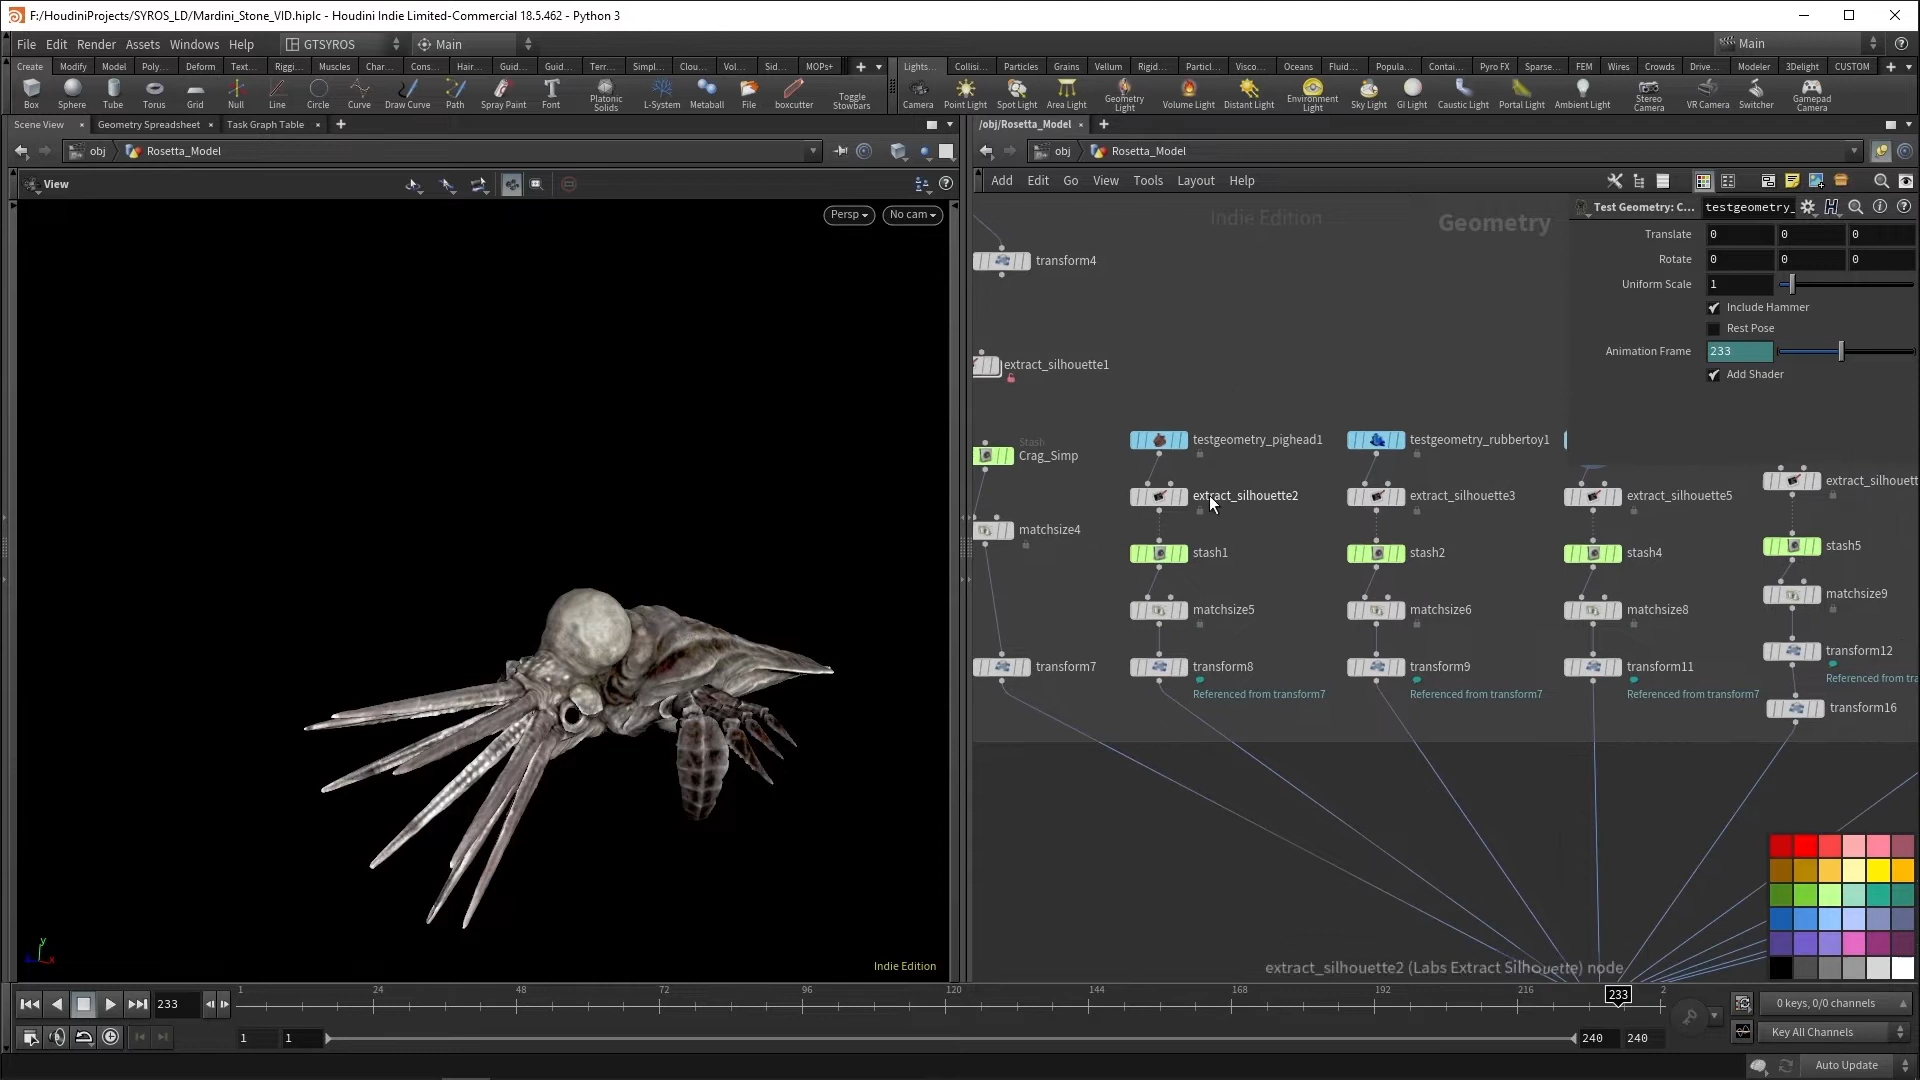 F:/HoudiniProjects/SYROS_LD/Mardini_Stone_VID.hiplc - Houdini Indie Limited-Commercial 18.5.462 - Python 3
File Edit Render Assets Windows Help GTSYROS Main Main
Create Modify Model Poly... Deform Text... Riggi... Muscles Char... Cons... Hair... Guid... Guid... Terr... Simpl... Clou... Vol... Sid... MOPs+
Lights... Collisi... Particles Grains Vellum Rigid... Particl... Visco... Oceans Fluid... Popula... Contai... Pyro FX Sparse... FEM Wires Crowds Drive... Modeler 3Delight CUSTOM
Box Sphere Tube Torus Grid Null Line Circle Curve Draw Curve Path Spray Paint Font Platonic Solids L-System Metaball File boxcutter Toggle Stowbars
Camera Point Light Spot Light Area Light Geometry Light Volume Light Distant Light Environment Light Sky Light GI Light Caustic Light Portal Light Ambient Light Stereo Camera VR Camera Switcher Gamepad Camera
Scene View Geometry Spreadsheet Task Graph Table
/obj/Rosetta_Model
obj Rosetta_Model
obj Rosetta_Model
View
Add Edit Go View Tools Layout Help
Persp No cam
Indie Edition
Geometry
Test Geometry: C... testgeometry_
Translate 0 0 0
Rotate 0 0 0
Uniform Scale 1
Include Hammer
Rest Pose
Animation Frame 233
Add Shader
transform4
extract_silhouette1
Stash
Crag_Simp
testgeometry_pighead1
testgeometry_rubbertoy1
extract_silhouett
extract_silhouette2
extract_silhouette3
extract_silhouette5
matchsize4
stash1
stash2
stash4
stash5
matchsize9
matchsize5
matchsize6
matchsize8
transform7
transform8
transform9
transform11
transform12
Referenced from transform7
Referenced from transform7
Referenced from transform7
Referenced from tra
transform16
y
x
Indie Edition
extract_silhouette2 (Labs Extract Silhouette) node
233
1 24 48 72 96 120 144 168 192 216 233 2
0 keys, 0/0 channels
1 1 240 240
Key All Channels
Auto Update